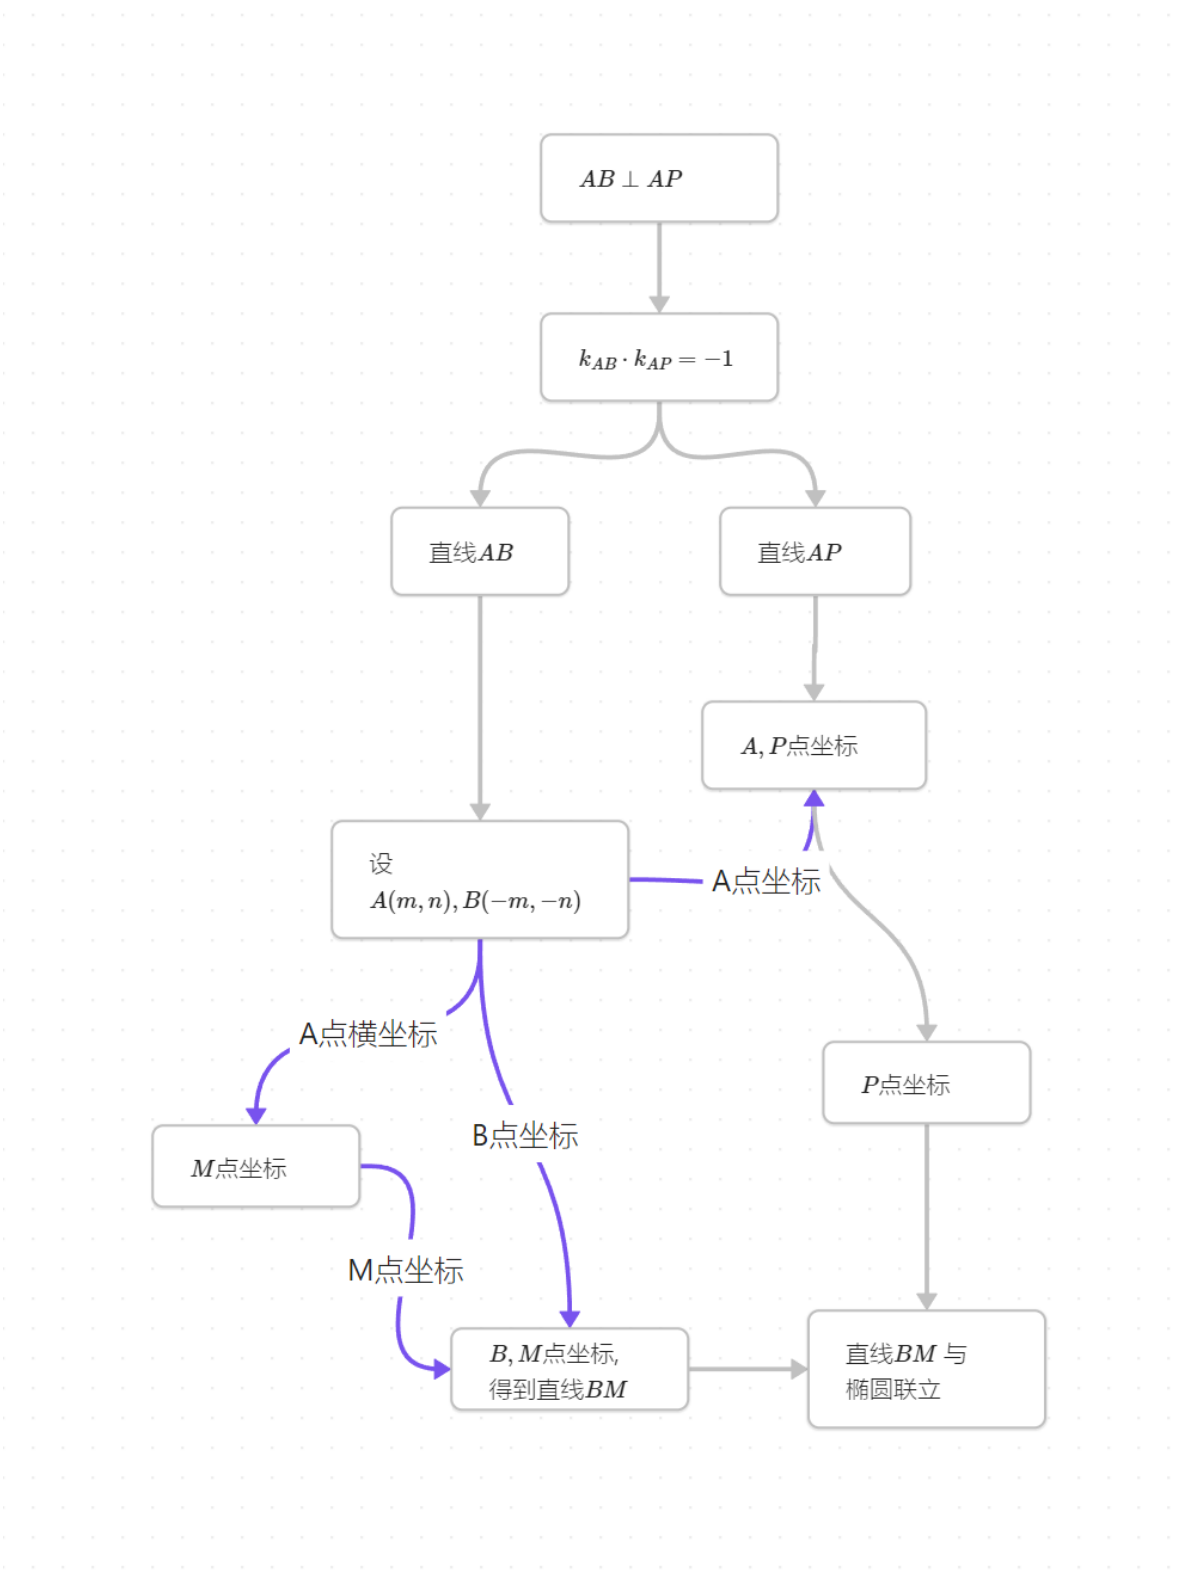 AB ⊥ AP
k_{AB} · k_{AP} = −1
直线AB
直线AP
A, P点坐标
设
A(m, n), B(−m, −n)
A点坐标
A点横坐标
P点坐标
B点坐标
M点坐标
M点坐标
B, M点坐标,
得到直线BM
直线BM 与
椭圆联立